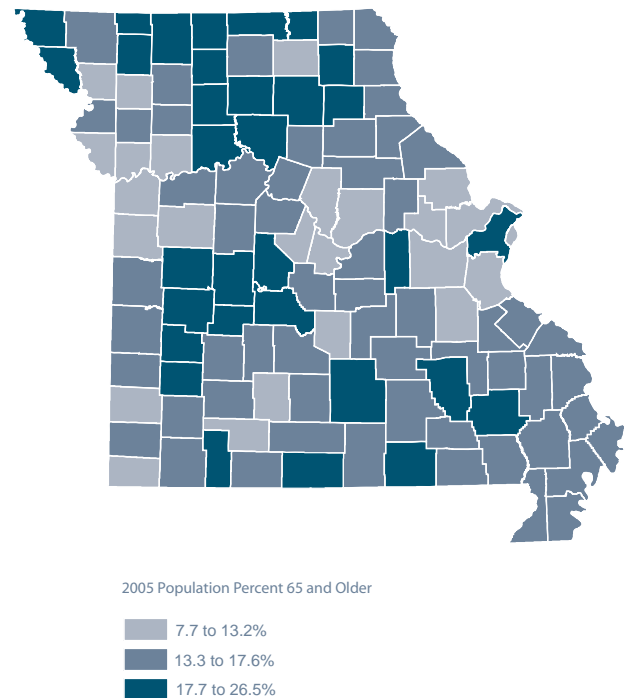 2005 Population Percent 65 and Older
7.7 to 13.2%
13.3 to 17.6%
17.7 to 26.5%